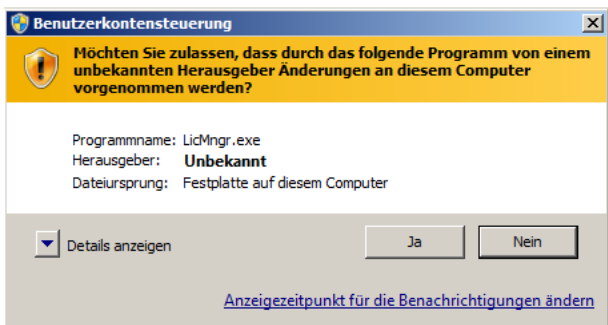 Benutzerkontensteuerung
Möchten Sie zulassen, dass durch das folgende Programm von einem
unbekannten Herausgeber Änderungen an diesem Computer
vorgenommen werden?
Programmname: LicMngr.exe
Herausgeber: Unbekannt
Dateiursprung: Festplatte auf diesem Computer
Details anzeigen
Ja
Nein
Anzeigezeitpunkt für die Benachrichtigungen ändern